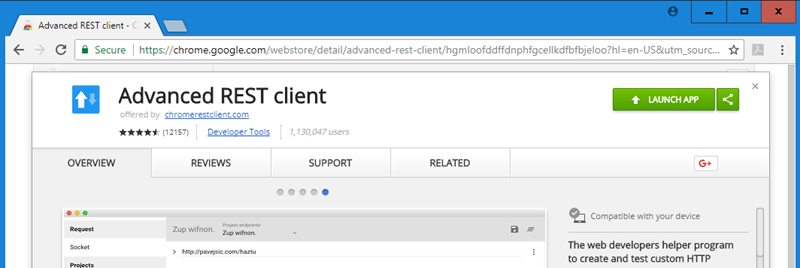 Advanced REST client - C
Secure https://chrome.google.com/webstore/detail/advanced-rest-client/hgmloofddffdnphfgcellkdfbfbjeloo?hl=en-US&utm_sourc...
Advanced REST client
offered by chromerestclient.com
(12157) Developer Tools 1,130,047 users
LAUNCH APP
OVERVIEW REVIEWS SUPPORT RELATED
G+
Compatible with your device
The web developers helper program
to create and test custom HTTP
Request
Socket
Projects
Zup wifnon.
Project endpoints
Zup wifnon.
http://pavejsic.com/haztu